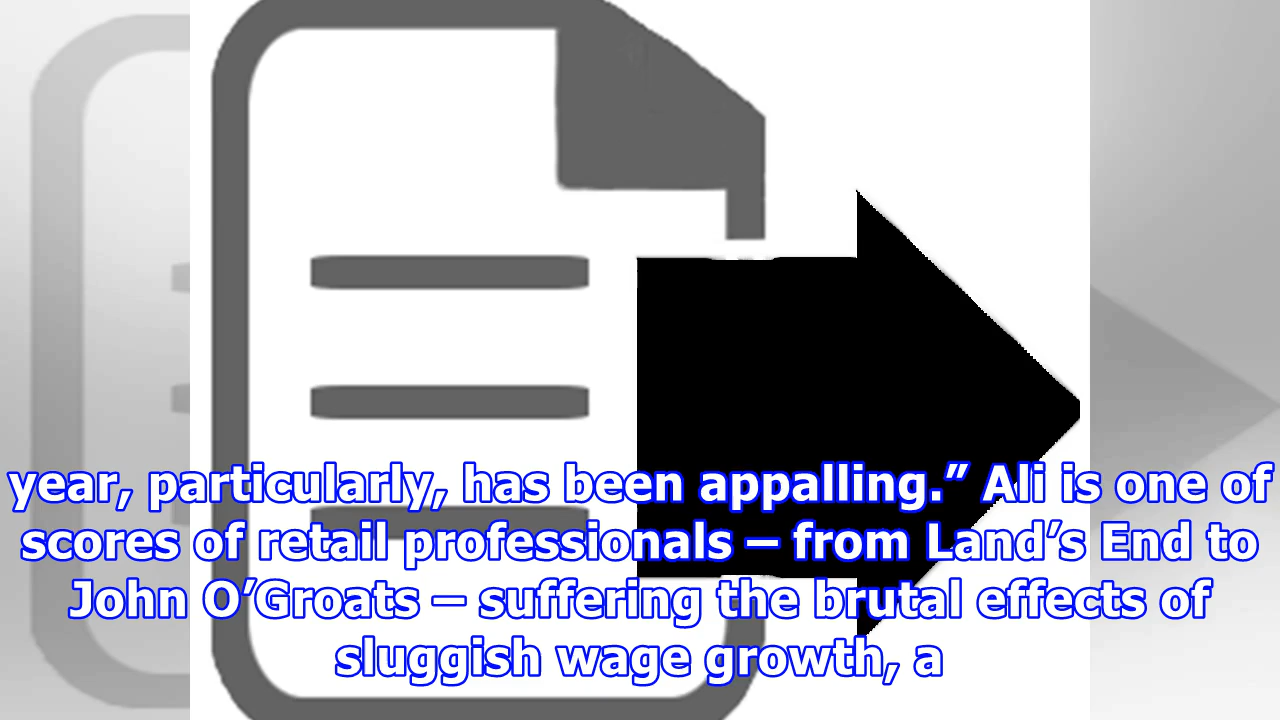 year, particularly, has been appalling.” Ali is one of
scores of retail professionals – from Land’s End to
John O’Groats – suffering the brutal effects of
sluggish wage growth, a